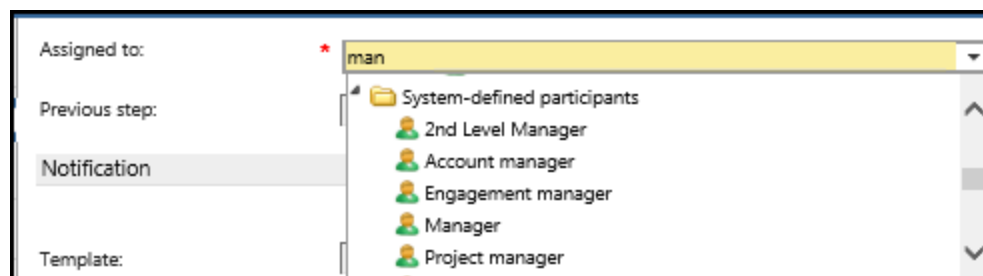 Assigned to: * man
System-defined participants
Previous step:
2nd Level Manager
Account manager
Notification
Engagement manager
Manager
Template:
Project manager